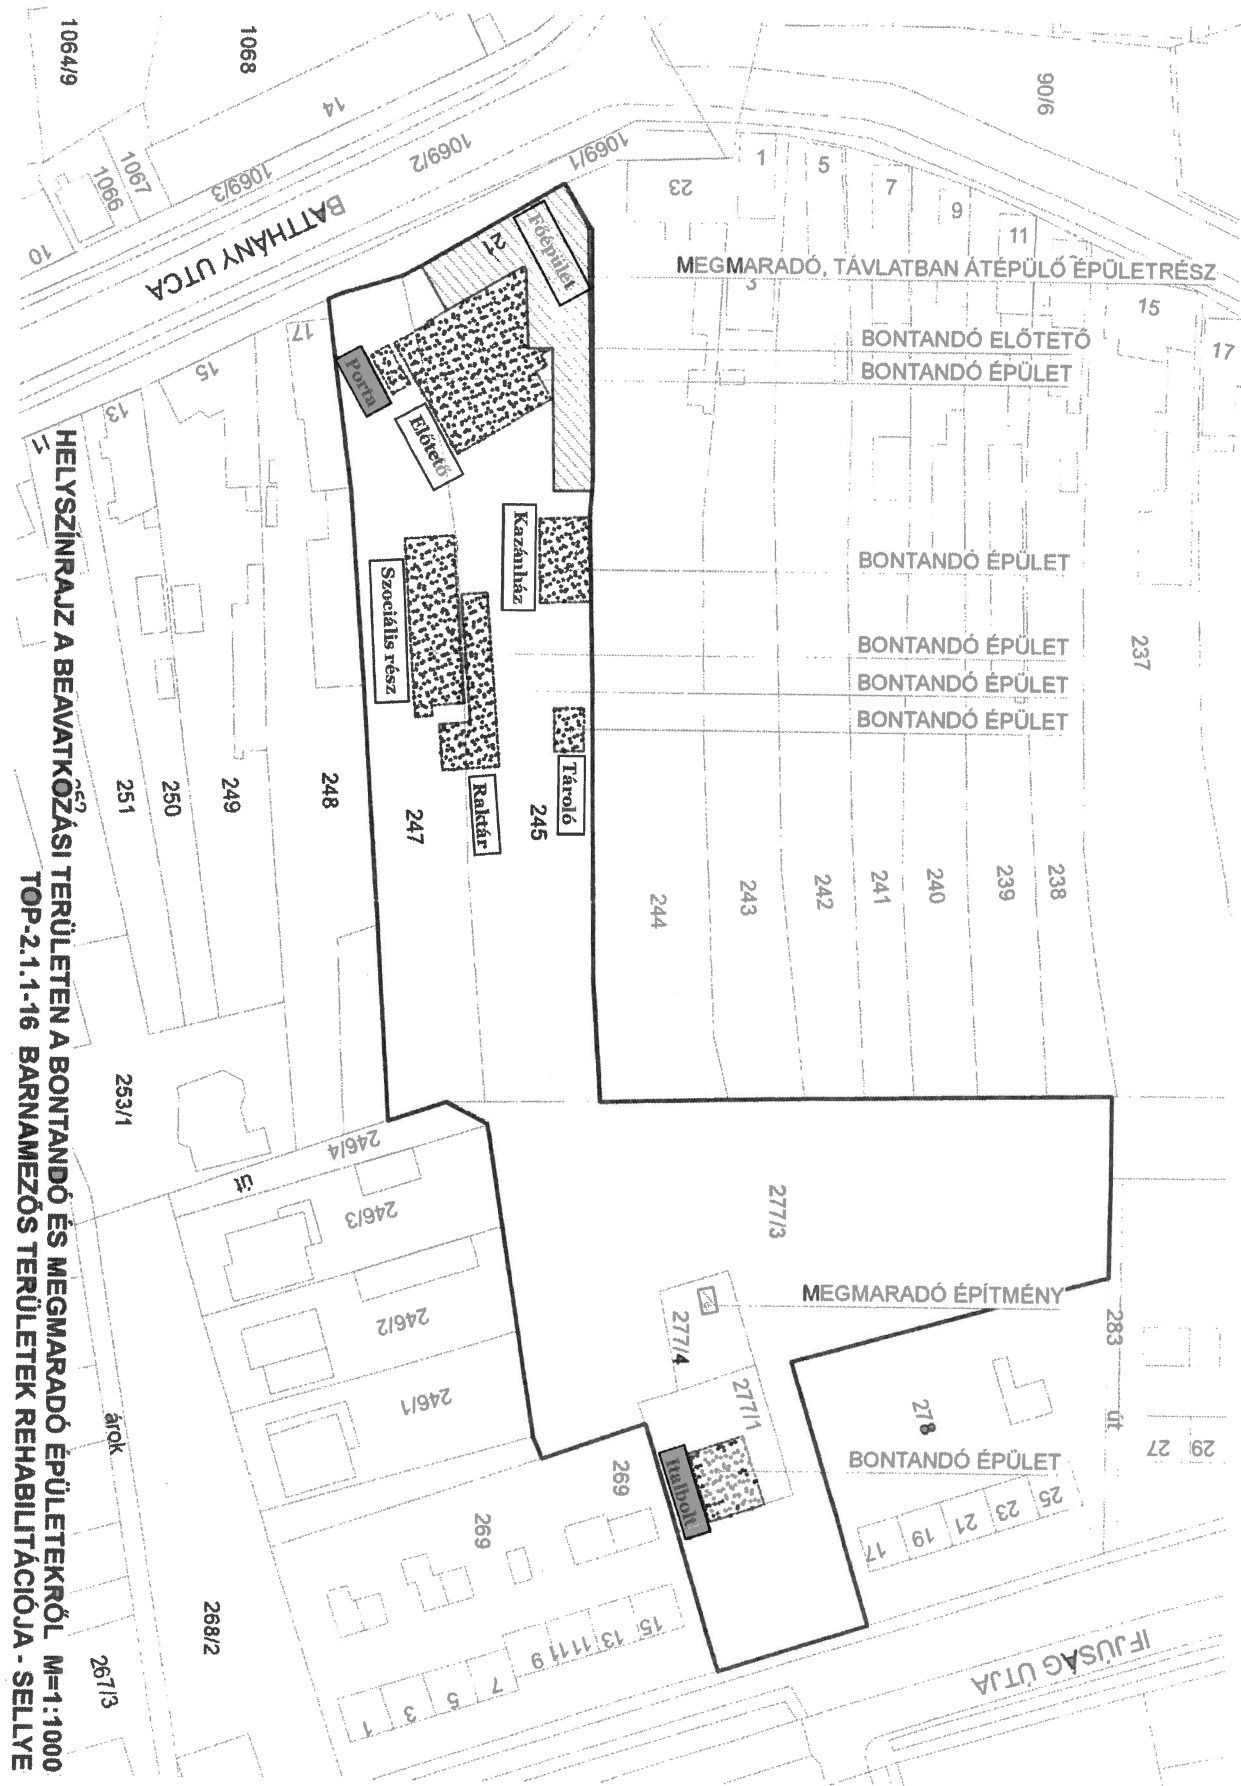 1064/9
1068
14
1067
1066
10
1069/3
1069/2
1069/1
BATTHÁNY UTCA
90/6
23
1
5
7
9
11
3
15
17
21
Főépület
MEGMARADÓ, TÁVLATBAN ÁTÉPÜLŐ ÉPÜLETRÉSZ
BONTANDÓ ELŐTETŐ
BONTANDÓ ÉPÜLET
17
15
13
11
Porta
Előtető
Kazánház
Szociális rész
Raktár
Tároló
BONTANDÓ ÉPÜLET
BONTANDÓ ÉPÜLET
BONTANDÓ ÉPÜLET
BONTANDÓ ÉPÜLET
237
252
251
250
249
248
247
245
244
243
242
241
240
239
238
253/1
246/4
út
246/3
246/2
246/1
277/3
MEGMARADÓ ÉPÍTMÉNY
277/4
277/1
283
út
278
27
29
BONTANDÓ ÉPÜLET
Italbolt
269
269
17
19
21
23
25
árok
268/2
267/3
1
3
5
7
9
11
11
13
15
IFJÚSÁG ÚTJA
HELYSZÍNRAJZ A BEAVATKOZÁSI TERÜLETEN A BONTANDÓ ÉS MEGMARADÓ ÉPÜLETEKRŐL M=1:1000
TOP-2.1.1-16 BARNAMEZŐS TERÜLETEK REHABILITÁCIÓJA - SELLYE